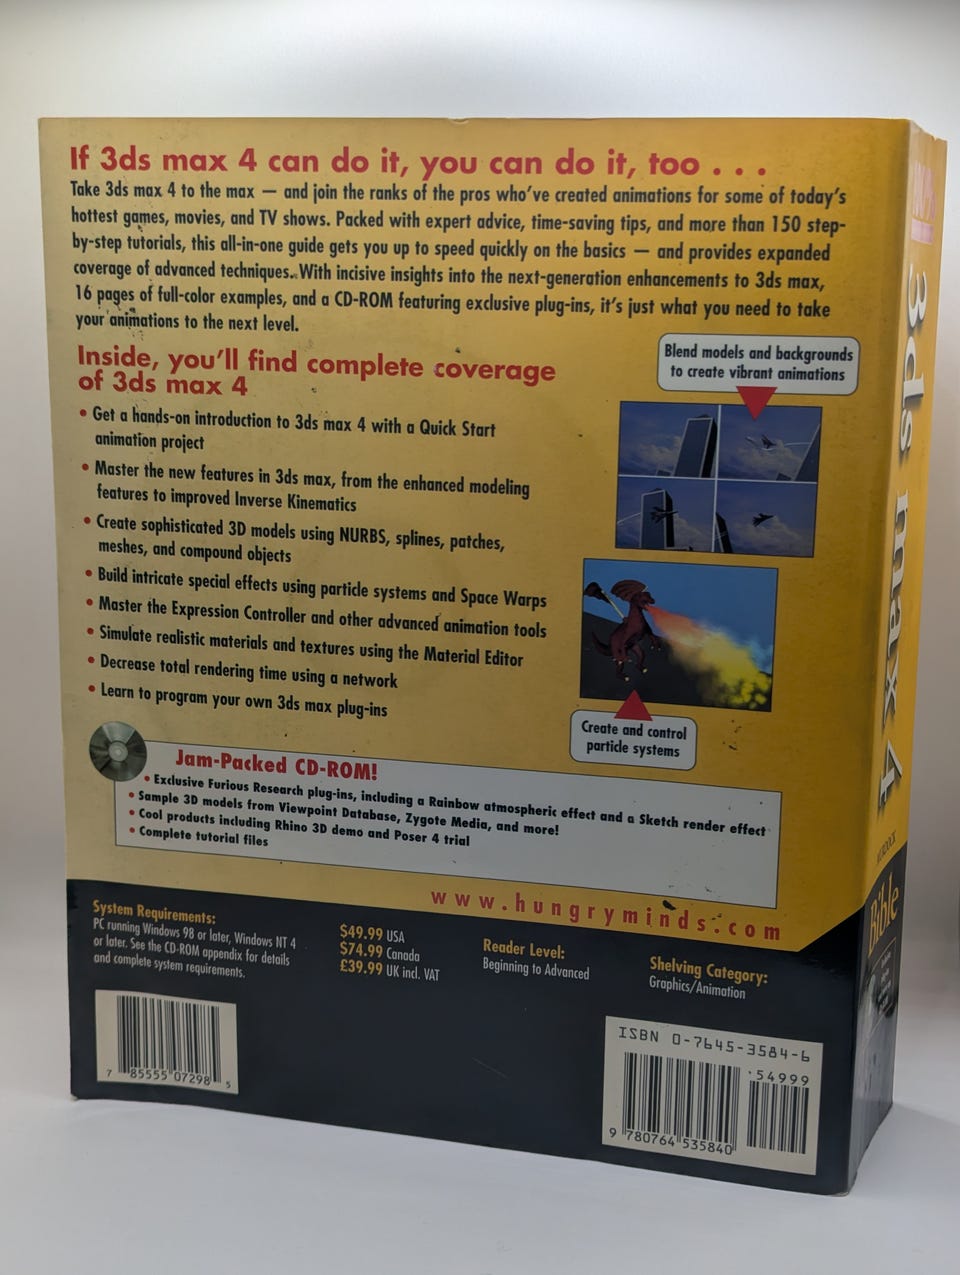 If 3ds max 4 can do it, you can do it, too . . .
Take 3ds max 4 to the max — and join the ranks of the pros who've created animations for some of today's
hottest games, movies, and TV shows. Packed with expert advice, time-saving tips, and more than 150 step-
by-step tutorials, this all-in-one guide gets you up to speed quickly on the basics — and provides expanded
coverage of advanced techniques. With incisive insights into the next-generation enhancements to 3ds max,
16 pages of full-color examples, and a CD-ROM featuring exclusive plug-ins, it's just what you need to take
your animations to the next level.
Inside, you'll find complete coverage
of 3ds max 4
• Get a hands-on introduction to 3ds max 4 with a Quick Start
animation project
• Master the new features in 3ds max, from the enhanced modeling
features to improved Inverse Kinematics
• Create sophisticated 3D models using NURBS, splines, patches,
meshes, and compound objects
• Build intricate special effects using particle systems and Space Warps
• Master the Expression Controller and other advanced animation tools
• Simulate realistic materials and textures using the Material Editor
• Decrease total rendering time using a network
• Learn to program your own 3ds max plug-ins
Blend models and backgrounds
to create vibrant animations
Create and control
particle systems
Jam-Packed CD-ROM!
• Exclusive Furious Research plug-ins, including a Rainbow atmospheric effect and a Sketch render effect
• Sample 3D models from Viewpoint Database, Zygote Media, and more!
• Cool products including Rhino 3D demo and Poser 4 trial
• Complete tutorial files
www.hungryminds.com
System Requirements:
PC running Windows 98 or later, Windows NT 4
or later. See the CD-ROM appendix for details
and complete system requirements.
$49.99 USA
$74.99 Canada
£39.99 UK incl. VAT
Reader Level:
Beginning to Advanced
Shelving Category:
Graphics/Animation
7 85555 07298 5
ISBN 0-7645-3584-6
54999
9 780764 535840
3ds max 4
MURDOCK
Bible